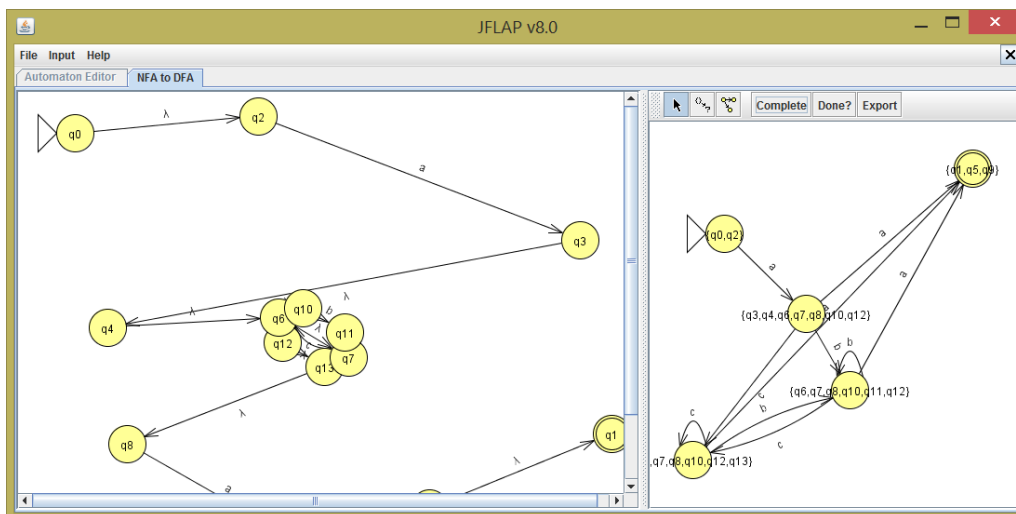 JFLAP v8.0
File Input Help
Automaton Editor NFA to DFA
Complete Done? Export
q0
λ
q2
a
q3
λ
q4
λ
q6
q10
b
q11
λ
q12
c
q13
q7
λ
q8
a
λ
q1
{q1,q5,q9}
{q0,q2}
a
a
a
{q3,q4,q6,q7,q8,q10,q12}
b
b
{q6,q7,q8,q10,q11,q12}
c
b
c
c
,q7,q8,q10,q12,q13}